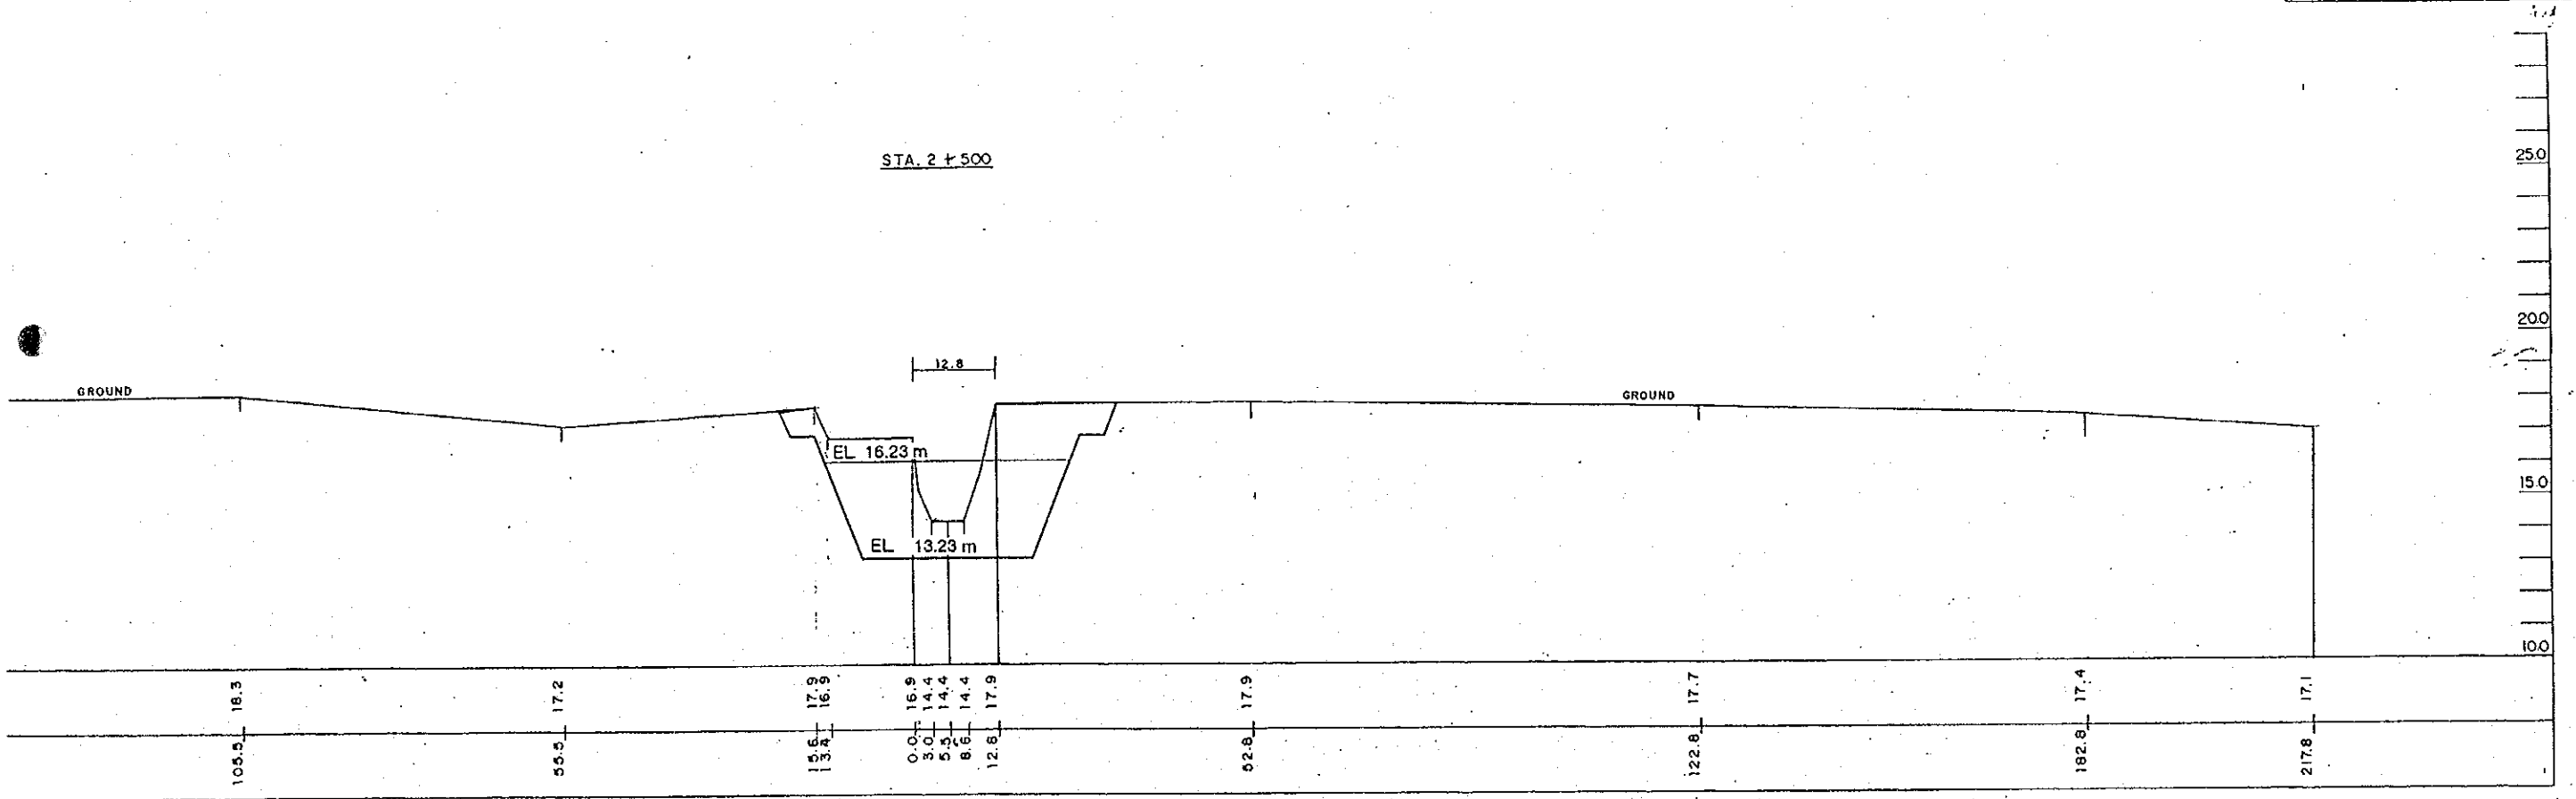 STA. 2 + 500
25.0
20.0
12.8
GROUND
GROUND
EL 16.23 m
15.0
EL 13.23 m
10.0
18.3 17.2 17.9 16.9 16.9 14.4 14.4 14.4 17.9 17.9 17.7 17.4 17.1
105.5 55.5 15.6 13.4 0.0 3.0 5.5 8.6 12.8 52.8 122.8 182.8 217.8